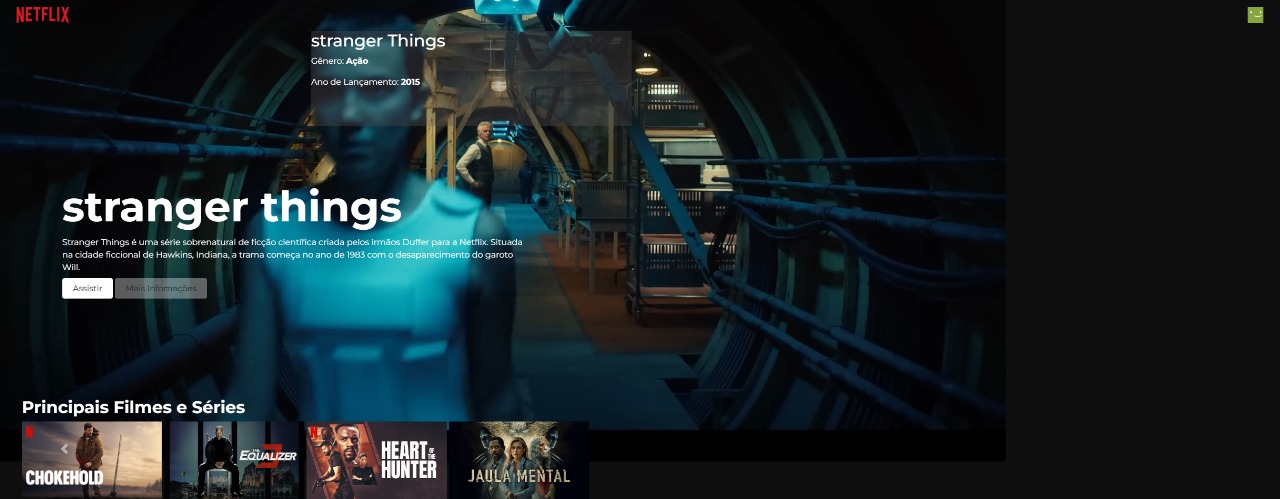 NETFLIX
stranger Things
Gênero: Ação
Ano de Lançamento: 2015
stranger things
Stranger Things é uma série sobrenatural de ficção científica criada pelos irmãos Duffer para a Netflix. Situada
na cidade ficcional de Hawkins, Indiana, a trama começa no ano de 1983 com o desaparecimento do garoto
Will.
Assistir
Mais Infomações
Principais Filmes e Séries
N
CHOKEHOLD
THE EQUALIZER 3
N
HEART OF THE HUNTER
JAULA MENTAL